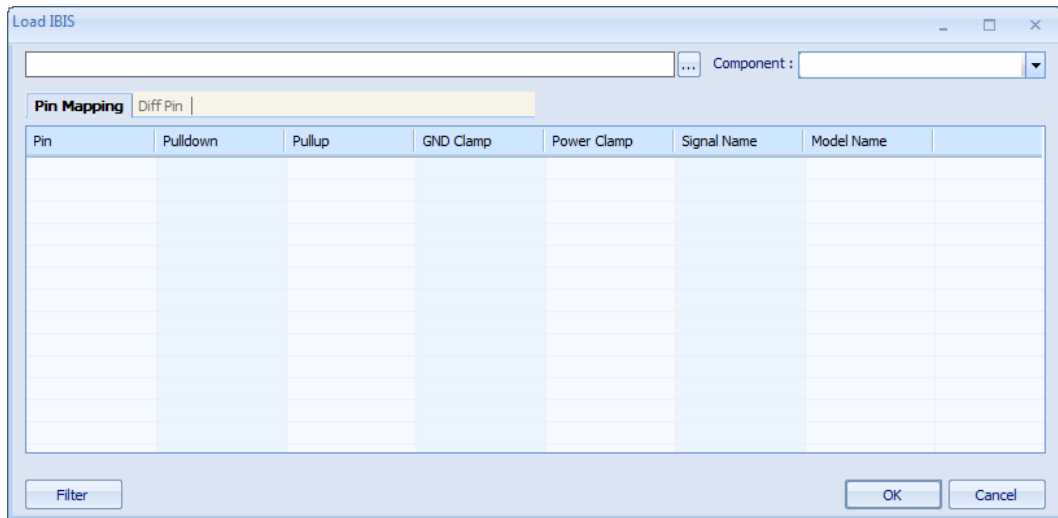 Load IBIS
... Component :
Pin Mapping Diff Pin
Pin Pulldown Pullup GND Clamp Power Clamp Signal Name Model Name
Filter OK Cancel